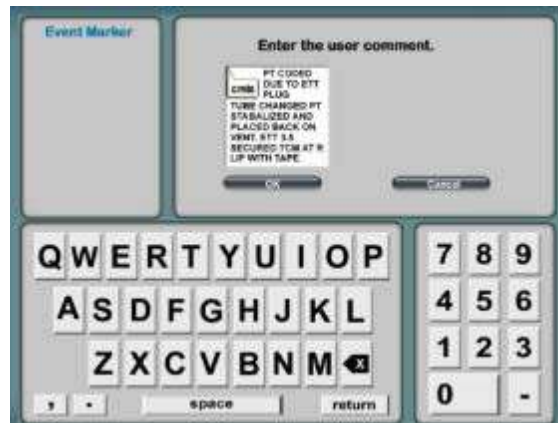 Event Marker
Enter the user comment.
PT CODED
cmnt. DUE TO ETT
PLUG
TUBE CHANGED PT
STABALIZED AND
PLACED BACK ON
VENT. ETT 3.5
SECURED 7CM AT R
LIP WITH TAPE.
OK Cancel
Q W E R T Y U I O P 7 8 9
A S D F G H J K L 4 5 6
Z X C V B N M X 1 2 3
, . space return 0 -